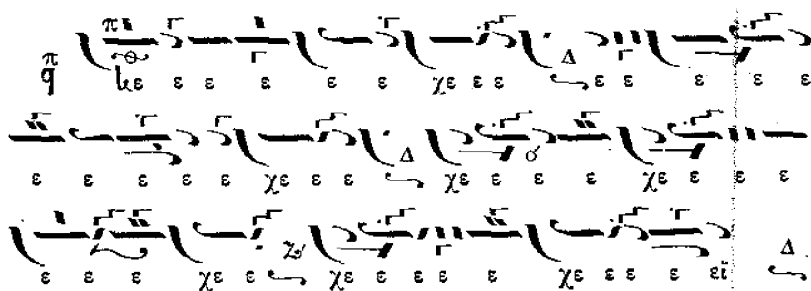 κε ε ε ε ε ε χε ε ε ε ε ε ε ε
ε ε ε ε ε χε ε ε χε ε ε ε χε ε ε ε
ε ε ε χε ε χε ε ε ε ε χε ε ε ε ει